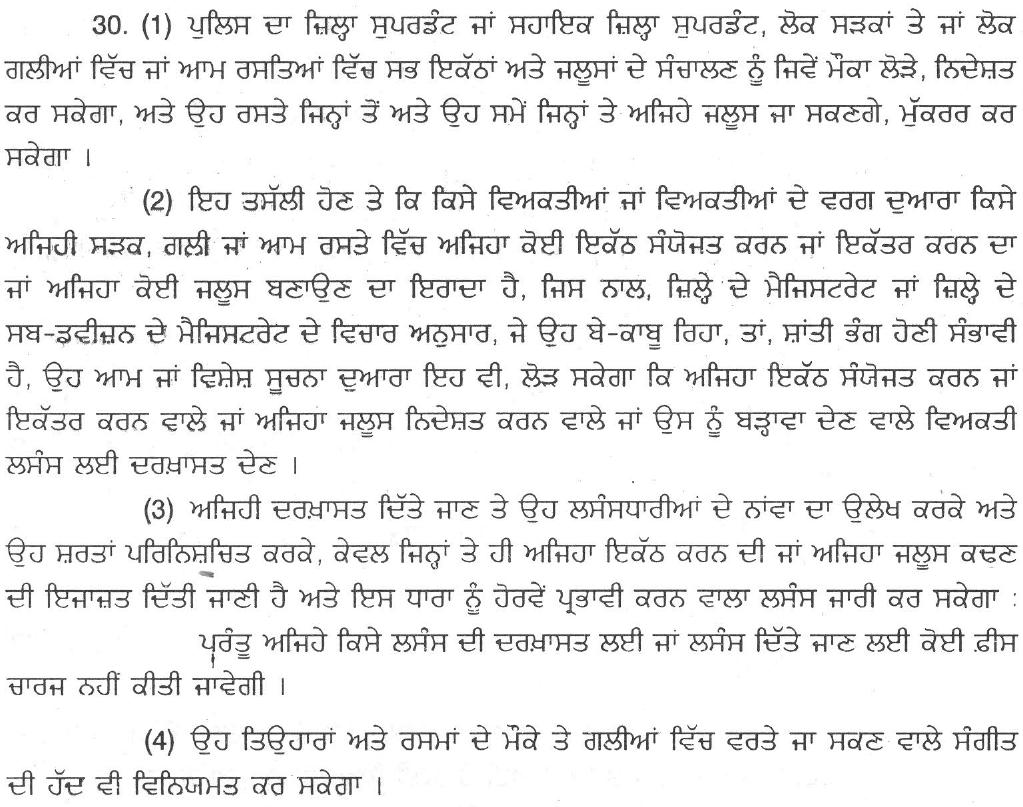 30. (1) ਪੁਲਿਸ ਦਾ ਜ਼ਿਲ੍ਹਾ ਸੁਪਰਡੰਟ ਜਾਂ ਸਹਾਇਕ ਜ਼ਿਲ੍ਹਾ ਸੁਪਰਡੰਟ, ਲੋਕ ਸੜਕਾਂ ਤੇ ਜਾਂ ਲੋਕ
ਗਲੀਆਂ ਵਿੱਚ ਜਾਂ ਆਮ ਰਸਤਿਆਂ ਵਿੱਚ ਸਭ ਇਕੱਠਾਂ ਅਤੇ ਜਲੂਸਾਂ ਦੇ ਸੰਚਾਲਣ ਨੂੰ ਜਿਵੇਂ ਮੌਕਾ ਲੋੜੇ, ਨਿਦੇਸ਼ਤ
ਕਰ ਸਕੇਗਾ, ਅਤੇ ਉਹ ਰਸਤੇ ਜਿਨ੍ਹਾਂ ਤੋਂ ਅਤੇ ਉਹ ਸਮੇਂ ਜਿਨ੍ਹਾਂ ਤੇ ਅਜਿਹੇ ਜਲੂਸ ਜਾ ਸਕਣਗੇ, ਮੁੱਕਰਰ ਕਰ
ਸਕੇਗਾ ।
(2) ਇਹ ਤਸੱਲੀ ਹੋਣ ਤੇ ਕਿ ਕਿਸੇ ਵਿਅਕਤੀਆਂ ਜਾਂ ਵਿਅਕਤੀਆਂ ਦੇ ਵਰਗ ਦੁਆਰਾ ਕਿਸੇ
ਅਜਿਹੀ ਸੜਕ, ਗਲੀ ਜਾਂ ਆਮ ਰਸਤੇ ਵਿੱਚ ਅਜਿਹਾ ਕੋਈ ਇਕੱਠ ਸੰਯੋਜਤ ਕਰਨ ਜਾਂ ਇਕੱਤਰ ਕਰਨ ਦਾ
ਜਾਂ ਅਜਿਹਾ ਕੋਈ ਜਲੂਸ ਬਣਾਉਣ ਦਾ ਇਰਾਦਾ ਹੈ, ਜਿਸ ਨਾਲ, ਜ਼ਿਲ੍ਹੇ ਦੇ ਮੈਜਿਸਟਰੇਟ ਜਾਂ ਜ਼ਿਲ੍ਹੇ ਦੇ
ਸਬ-ਡਵੀਜ਼ਨ ਦੇ ਮੈਜਿਸਟਰੇਟ ਦੇ ਵਿਚਾਰ ਅਨੁਸਾਰ, ਜੇ ਉਹ ਬੇ-ਕਾਬੂ ਰਿਹਾ, ਤਾਂ, ਸ਼ਾਂਤੀ ਭੰਗ ਹੋਣੀ ਸੰਭਾਵੀ
ਹੈ, ਉਹ ਆਮ ਜਾਂ ਵਿਸ਼ੇਸ਼ ਸੂਚਨਾ ਦੁਆਰਾ ਇਹ ਵੀ, ਲੋੜ ਸਕੇਗਾ ਕਿ ਅਜਿਹਾ ਇਕੱਠ ਸੰਯੋਜਤ ਕਰਨ ਜਾਂ
ਇਕੱਤਰ ਕਰਨ ਵਾਲੇ ਜਾਂ ਅਜਿਹਾ ਜਲੂਸ ਨਿਦੇਸ਼ਤ ਕਰਨ ਵਾਲੇ ਜਾਂ ਉਸ ਨੂੰ ਬੜ੍ਹਾਵਾ ਦੇਣ ਵਾਲੇ ਵਿਅਕਤੀ
ਲਸੰਸ ਲਈ ਦਰਖ਼ਾਸਤ ਦੇਣ ।
(3) ਅਜਿਹੀ ਦਰਖ਼ਾਸਤ ਦਿੱਤੇ ਜਾਣ ਤੇ ਉਹ ਲਸੰਸਧਾਰੀਆਂ ਦੇ ਨਾਂਵਾ ਦਾ ਉਲੇਖ ਕਰਕੇ ਅਤੇ
ਉਹ ਸ਼ਰਤਾਂ ਪਰਿਨਿਸ਼ਚਿਤ ਕਰਕੇ, ਕੇਵਲ ਜਿਨ੍ਹਾਂ ਤੇ ਹੀ ਅਜਿਹਾ ਇਕੱਠ ਕਰਨ ਦੀ ਜਾਂ ਅਜਿਹਾ ਜਲੂਸ ਕਢਣ
ਦੀ ਇਜਾਜ਼ਤ ਦਿੱਤੀ ਜਾਣੀ ਹੈ ਅਤੇ ਇਸ ਧਾਰਾ ਨੂੰ ਹੋਰਵੇਂ ਪ੍ਰਭਾਵੀ ਕਰਨ ਵਾਲਾ ਲਸੰਸ ਜਾਰੀ ਕਰ ਸਕੇਗਾ :
ਪ੍ਰਰੰਤੂ ਅਜਿਹੇ ਕਿਸੇ ਲਸੰਸ ਦੀ ਦਰਖ਼ਾਸਤ ਲਈ ਜਾਂ ਲਸੰਸ ਦਿੱਤੇ ਜਾਣ ਲਈ ਕੋਈ ਫ਼ੀਸ
ਚਾਰਜ ਨਹੀਂ ਕੀਤੀ ਜਾਵੇਗੀ ।
(4) ਉਹ ਤਿਉਹਾਰਾਂ ਅਤੇ ਰਸਮਾਂ ਦੇ ਮੌਕੇ ਤੇ ਗਲੀਆਂ ਵਿੱਚ ਵਰਤੇ ਜਾ ਸਕਣ ਵਾਲੇ ਸੰਗੀਤ
ਦੀ ਹੱਦ ਵੀ ਵਿਨਿਯਮਤ ਕਰ ਸਕੇਗਾ ।